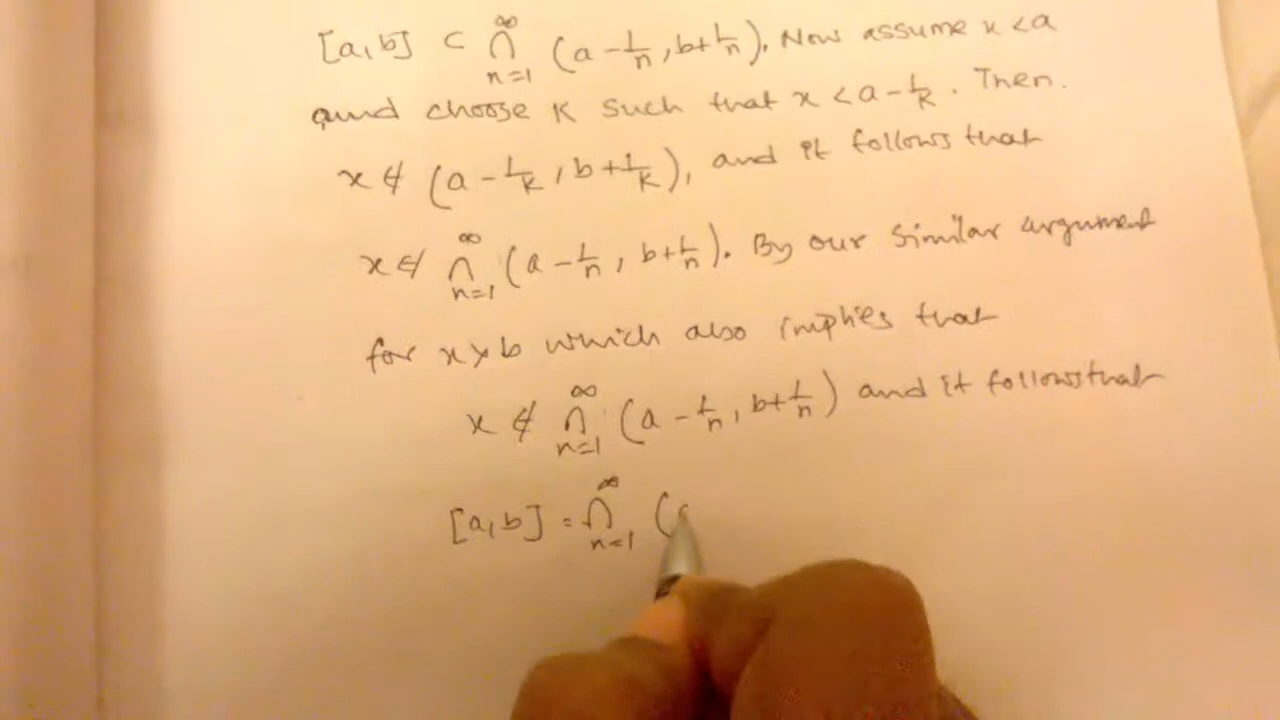 [a,b] ⊂ ∩_{n=1}^{∞} (a - 1/n, b + 1/n). Now assume x < a
and choose K such that x < a - 1/k. Then.
x ∉ (a - 1/k, b + 1/k), and it follows that
x ∉ ∩_{n=1}^{∞} (a - 1/n, b + 1/n). By our similar argument
for x > b which also implies that
x ∉ ∩_{n=1}^{∞} (a - 1/n, b + 1/n) and it follows that
[a,b] = ∩_{n=1}^{∞} (